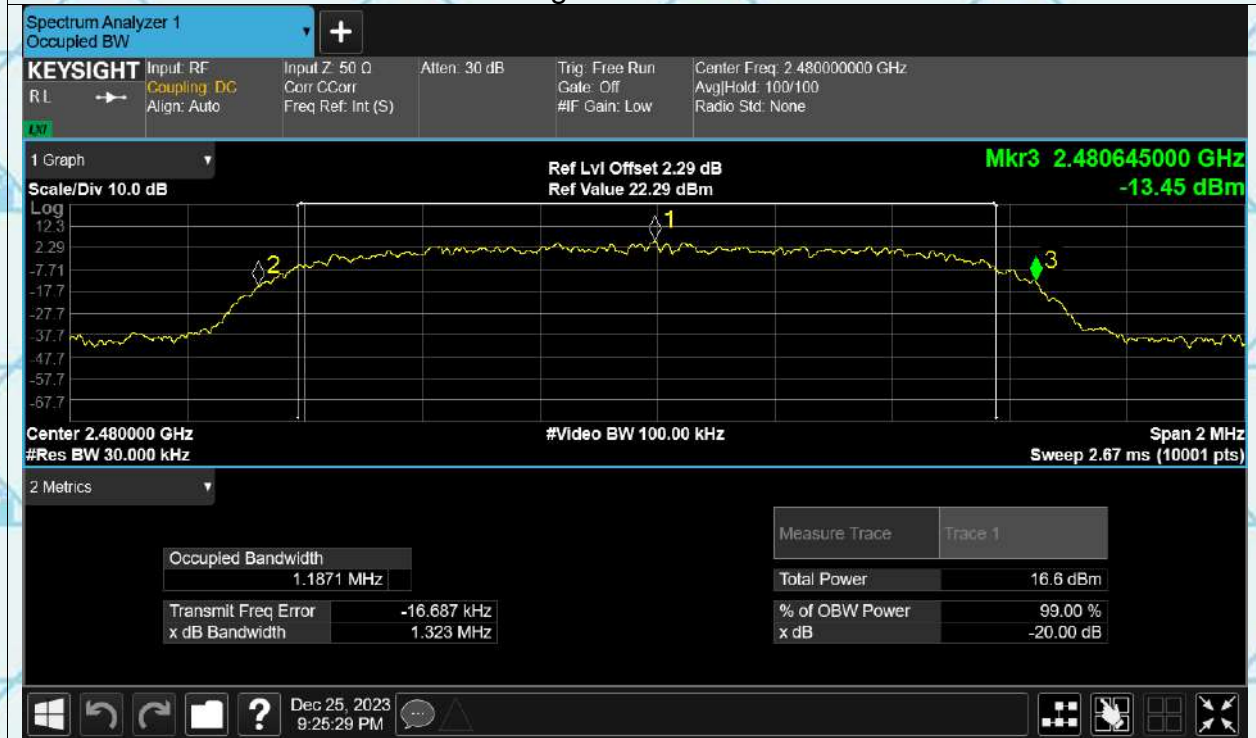 Spectrum Analyzer 1
Occupied BW
+
KEYSIGHT
RL
LXI
Input: RF
Coupling: DC
Align: Auto
Input Z: 50 Ω
Corr CCorr
Freq Ref: Int (S)
Atten: 30 dB
Trig: Free Run
Gate: Off
#IF Gain: Low
Center Freq: 2.480000000 GHz
Avg|Hold: 100/100
Radio Std: None
1 Graph
Scale/Div 10.0 dB
Ref Lvl Offset 2.29 dB
Ref Value 22.29 dBm
Mkr3 2.480645000 GHz
-13.45 dBm
Log
12.3
2.29
-7.71
-17.7
-27.7
-37.7
-47.7
-57.7
-67.7
1
2
3
Center 2.480000 GHz
#Res BW 30.000 kHz
#Video BW 100.00 kHz
Span 2 MHz
Sweep 2.67 ms (10001 pts)
2 Metrics
Measure Trace Trace 1
Occupied Bandwidth
1.1871 MHz
Total Power 16.6 dBm
Transmit Freq Error -16.687 kHz
% of OBW Power 99.00 %
x dB Bandwidth 1.323 MHz
x dB -20.00 dB
?
Dec 25, 2023
9:25:29 PM